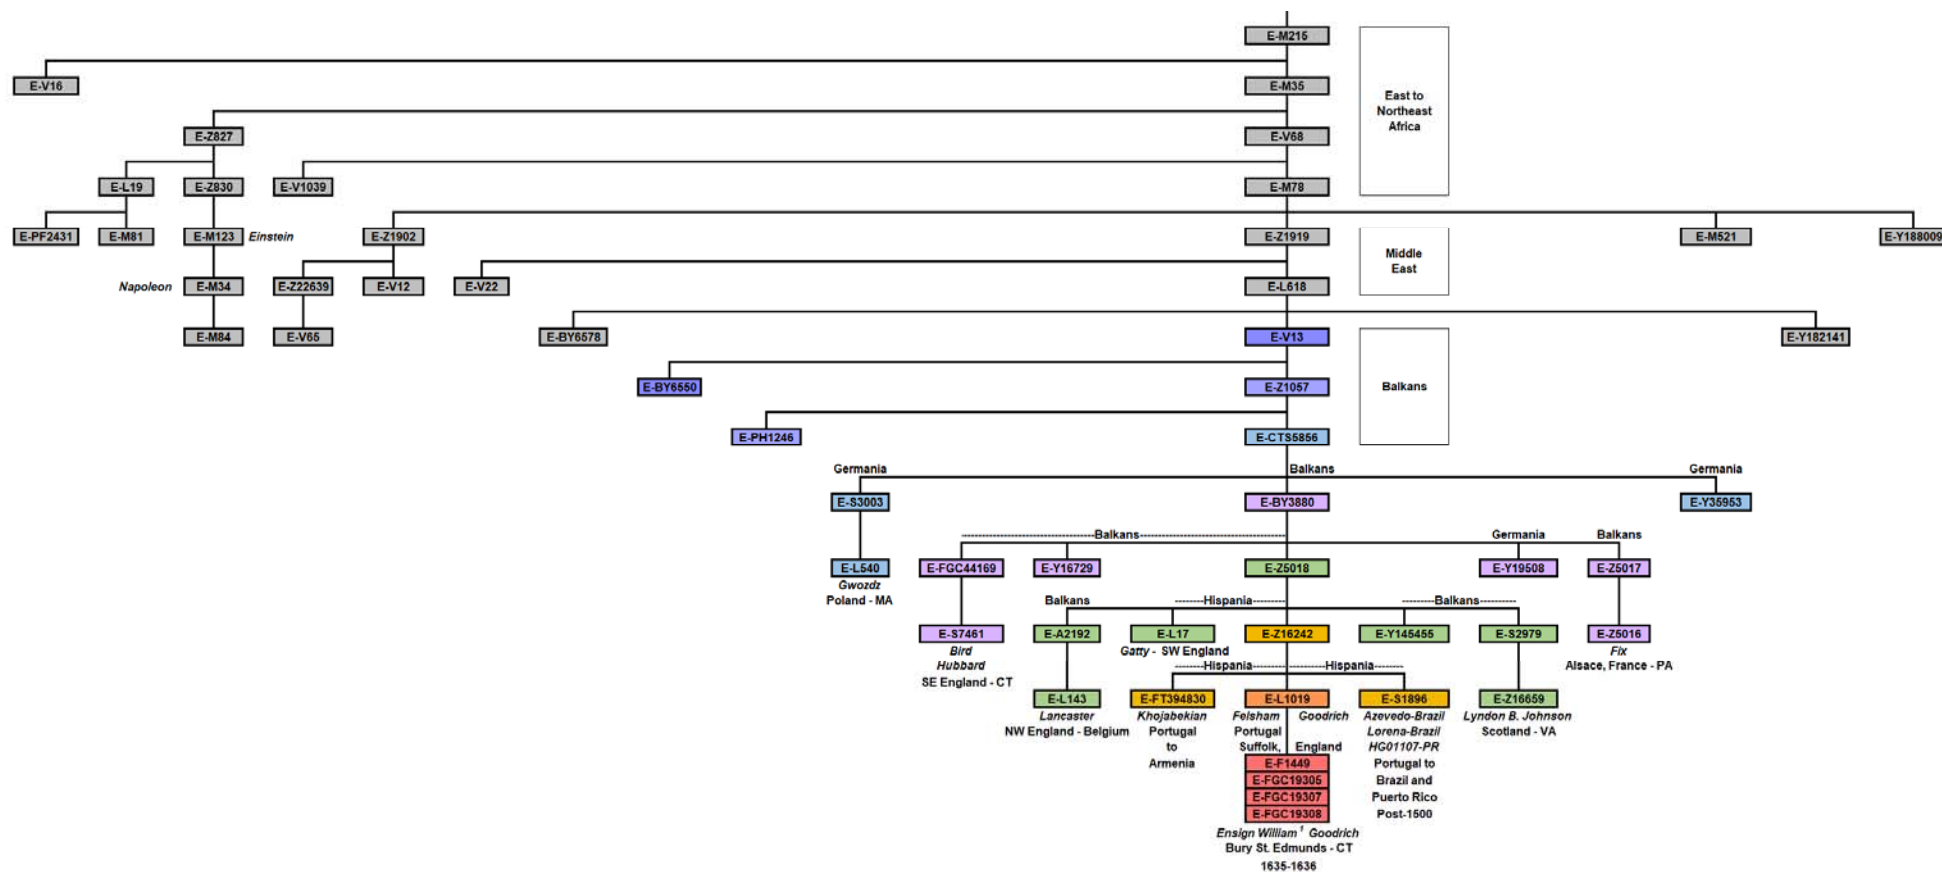 E-M215
E-V16
E-M35
East to
Northeast
Africa
E-Z827
E-V68
E-L19
E-Z830
E-V1039
E-M78
E-PF2431
E-M81
E-M123
Einstein
E-Z1902
E-Z1919
E-M521
E-Y188009
Middle
East
Napoleon
E-M34
E-Z22639
E-V12
E-V22
E-L618
E-M84
E-V65
E-BY6578
E-V13
E-Y182141
E-BY6550
E-Z1057
Balkans
E-PH1246
E-CTS5856
Germania
Balkans
Germania
E-S3003
E-BY3880
E-Y35953
----------------------------------Balkans-------------------------------------
Germania
Balkans
E-L540
E-FGC44169
E-Y16729
E-Z5018
E-Y19508
E-Z5017
Gwozdz
Poland - MA
Balkans
--------Hispania---------
---------Balkans----------
E-S7461
E-A2192
E-L17
E-Z16242
E-Y145455
E-S2979
E-Z5016
Bird
Hubbard
SE England - CT
Gatty - SW England
Fix
Alsace, France - PA
---------Hispania------------------Hispania--------
E-L143
E-FT394830
E-L1019
E-S1896
E-Z16659
Lancaster
NW England - Belgium
Khojabekian
Portugal
to
Armenia
Felsham Goodrich
Portugal
Suffolk, England
Azevedo-Brazil
Lorena-Brazil
HG01107-PR
Portugal to
Brazil and
Puerto Rico
Post-1500
Lyndon B. Johnson
Scotland - VA
E-F1449
E-FGC19305
E-FGC19307
E-FGC19308
Ensign William¹ Goodrich
Bury St. Edmunds - CT
1635-1636